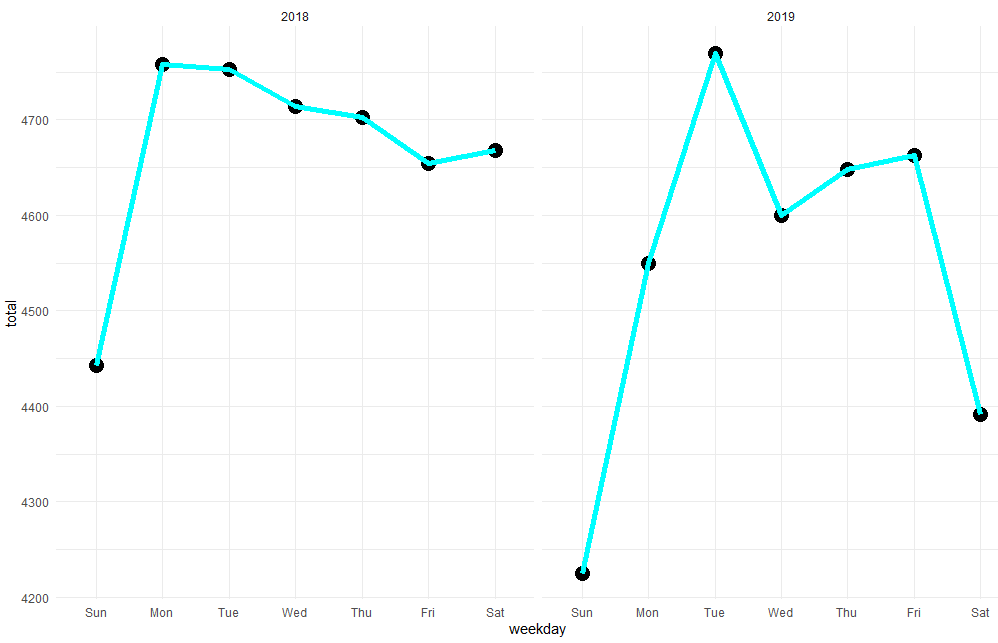 2018 2019
total
4700
4600
4500
4400
4300
4200
Sun Mon Tue Wed Thu Fri Sat Sun Mon Tue Wed Thu Fri Sat
weekday